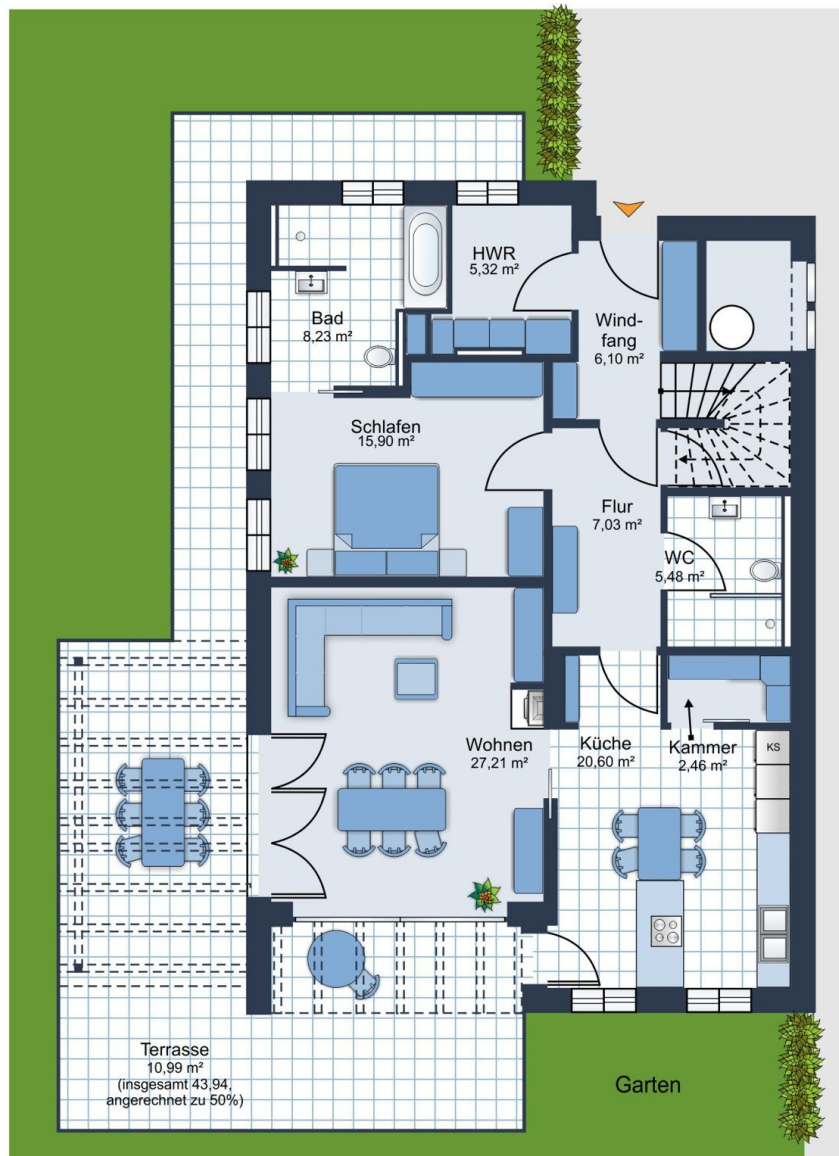 HWR
5,32 m²
Bad
8,23 m²
Wind-
fang
6,10 m²
Schlafen
15,90 m²
Flur
7,03 m²
WC
5,48 m²
Wohnen
27,21 m²
Küche
20,60 m²
Kammer
2,46 m²
KS
Terrasse
10,99 m²
(insgesamt 43,94,
angerechnet zu 50%)
Garten